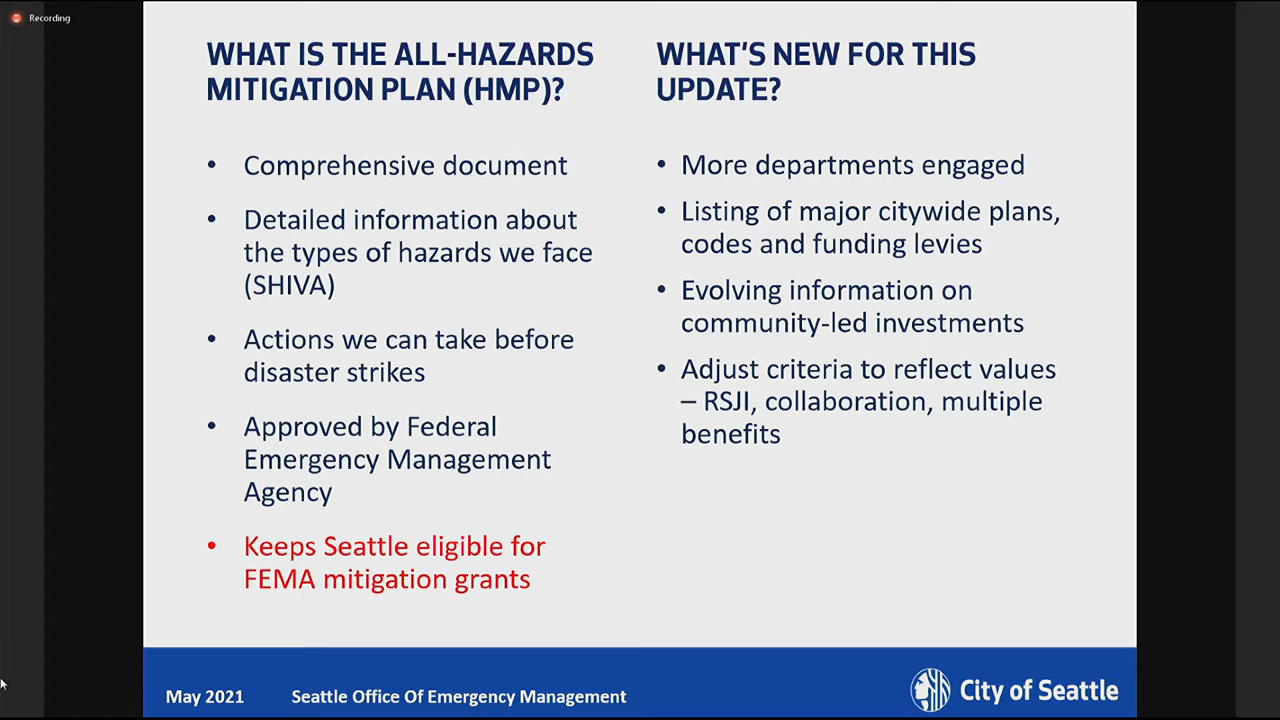 Recording
WHAT IS THE ALL-HAZARDS
MITIGATION PLAN (HMP)?
• Comprehensive document
• Detailed information about
the types of hazards we face
(SHIVA)
• Actions we can take before
disaster strikes
• Approved by Federal
Emergency Management
Agency
• Keeps Seattle eligible for
FEMA mitigation grants
WHAT'S NEW FOR THIS
UPDATE?
• More departments engaged
• Listing of major citywide plans,
codes and funding levies
• Evolving information on
community-led investments
• Adjust criteria to reflect values
– RSJI, collaboration, multiple
benefits
May 2021
Seattle Office Of Emergency Management
City of Seattle